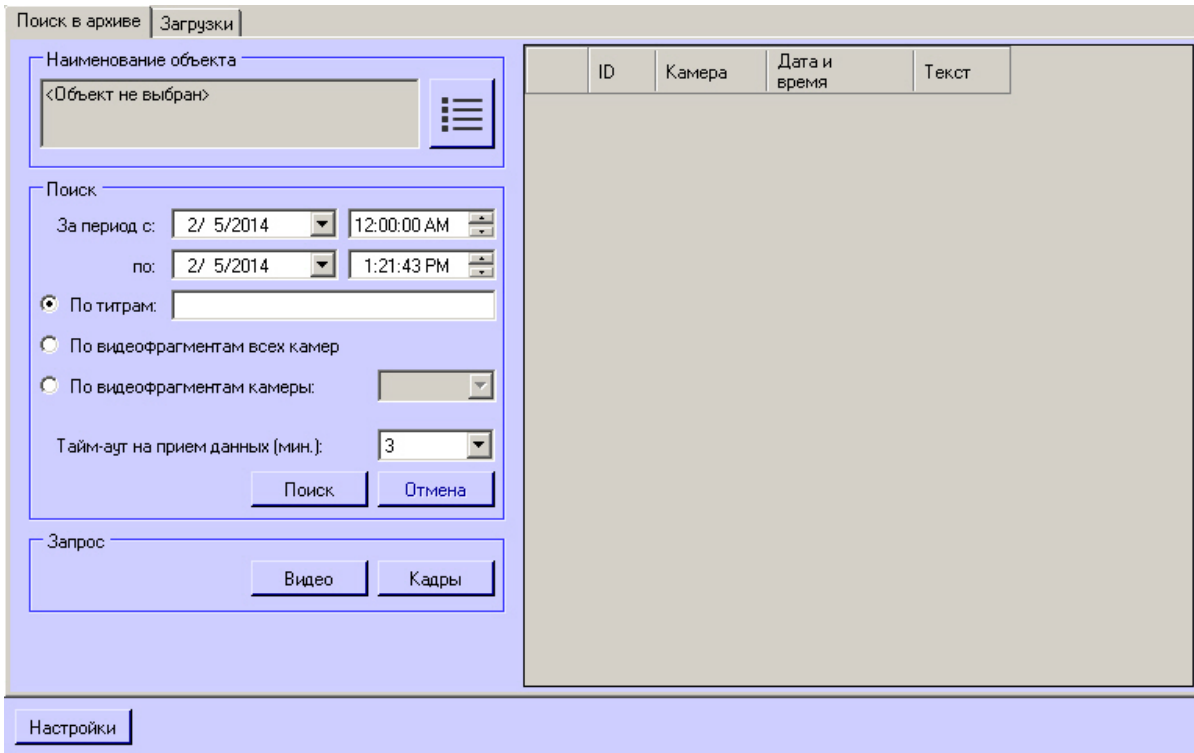 Поиск в архиве
Загрузки
Наименование объекта
<Объект не выбран>
ID
Камера
Дата и
время
Текст
Поиск
За период с: 2/ 5/2014 12:00:00 AM
по: 2/ 5/2014 1:21:43 PM
По титрам:
По видеофрагментам всех камер
По видеофрагментам камеры:
Тайм-аут на прием данных (мин.): 3
Поиск
Отмена
Запрос
Видео
Кадры
Настройки